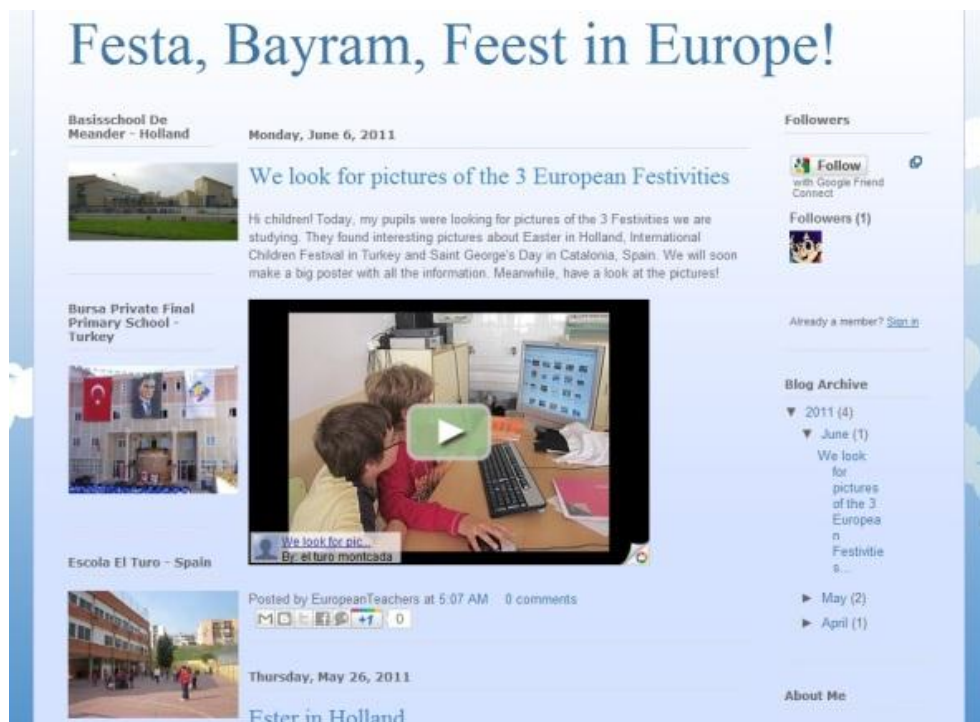 Festa, Bayram, Feest in Europe!
Basisschool De
Meander - Holland
Bursa Private Final
Primary School -
Turkey
Escola El Turo - Spain
Monday, June 6, 2011
We look for pictures of the 3 European Festivities
Hi children! Today, my pupils were looking for pictures of the 3 Festivities we are
studying. They found interesting pictures about Easter in Holland, International
Children Festival in Turkey and Saint George's Day in Catalonia, Spain. We will soon
make a big poster with all the information. Meanwhile, have a look at the pictures!
We look for pic...
By: el turo montcada
Posted by EuropeanTeachers at 5:07 AM 0 comments
+1 0
Thursday, May 26, 2011
Ester in Holland
Followers
Follow
with Google Friend
Connect
Followers (1)
Already a member? Sign in
Blog Archive
▼ 2011 (4)
▼ June (1)
We look
for
pictures
of the 3
Europea
n
Festivitie
s...
► May (2)
► April (1)
About Me